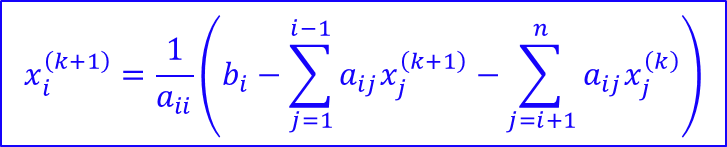 x_i^{(k+1)} = \frac{1}{a_{ii}} \left( b_i - \sum_{j=1}^{i-1} a_{ij} x_j^{(k+1)} - \sum_{j=i+1}^{n} a_{ij} x_j^{(k)} \right)